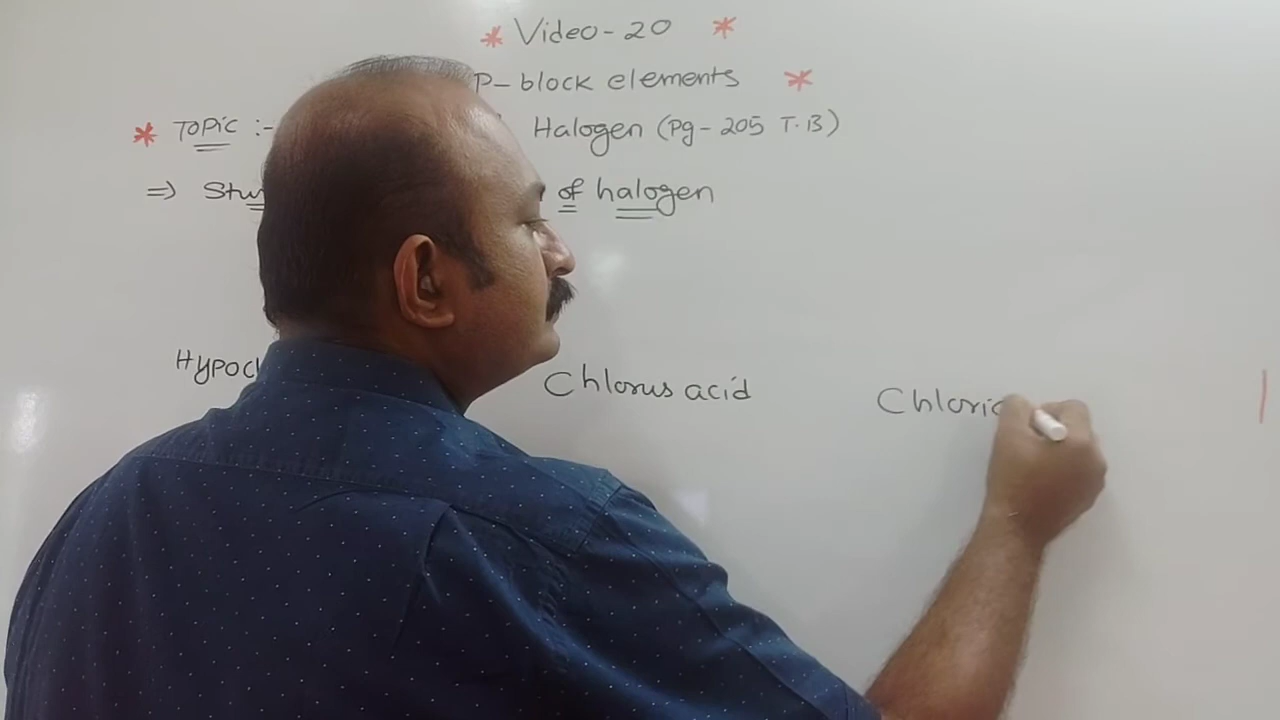 * Video-20 *
P-block elements *
* Topic :- Halogen (Pg-205 T.B)
=> Stu of halogen
Hypocl Chlorus acid Chloric